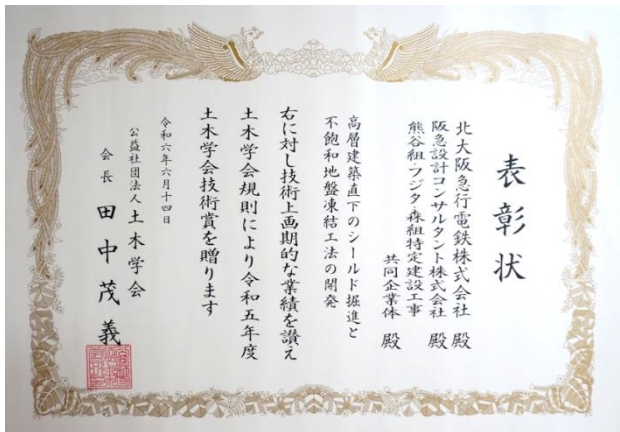 表彰状
北大阪急行電鉄株式会社 殿
阪急設計コンサルタント株式会社 殿
熊谷組・フジタ・森組特定建設工事
共同企業体 殿
高層建築直下のシールド掘進と
不飽和地盤凍結工法の開発
右に対し技術上画期的な業績を讃え
土木学会規則により令和五年度
土木学会技術賞を贈ります
令和六年六月十四日
公益社団法人 土木学会
会長 田中茂義